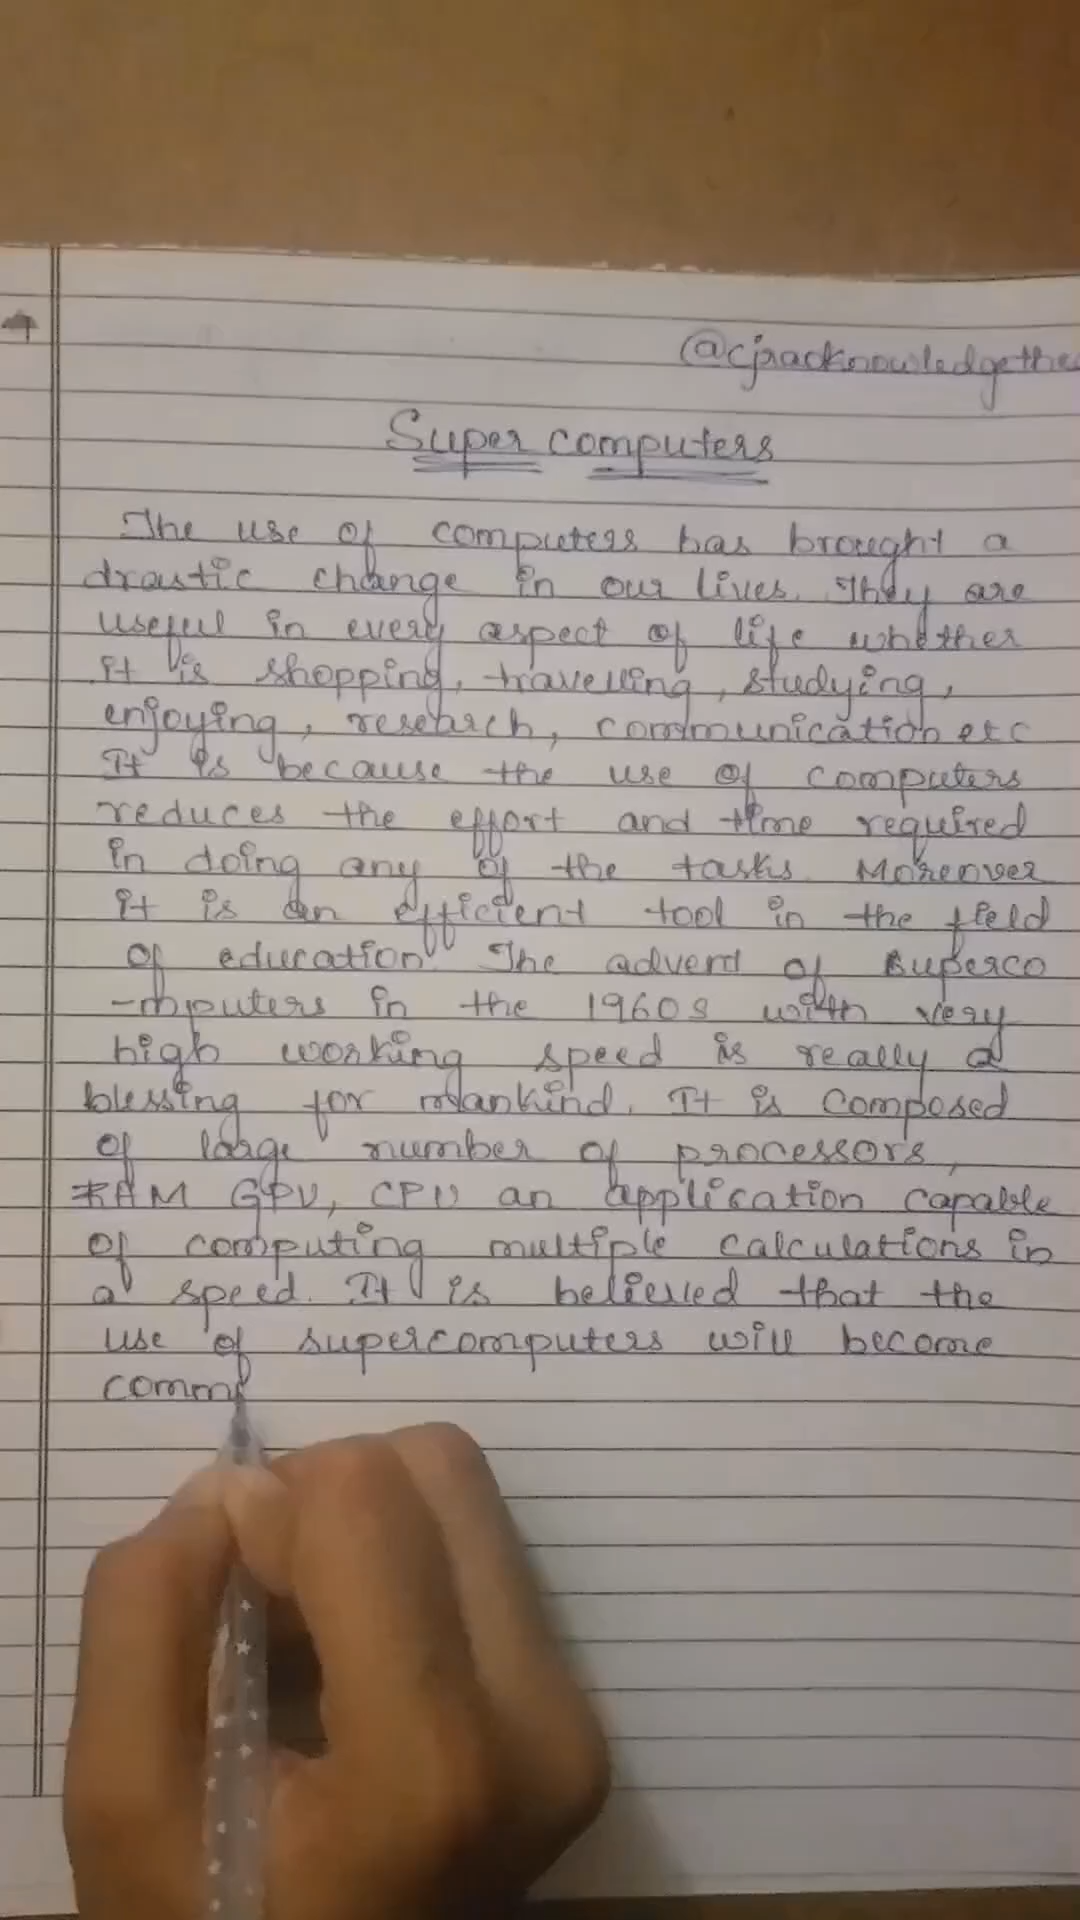 @cjracknowledgethe
Super computers
The use of computers has brought a
drastic change in our lives. They are
useful in every aspect of life whether
it is shopping, travelling, studying,
enjoying, research, communication etc
It is because the use of computers
reduces the effort and time required
in doing any of the tasks. Moreover
it is an efficient tool in the field
of education. The advent of superco
-mputers in the 1960s with very
high working speed is really a
blessing for mankind. It is composed
of large number of processors,
RAM GPU, CPU an application capable
of computing multiple calculations in
a speed. It is believed that the
use of supercomputers will become
comm